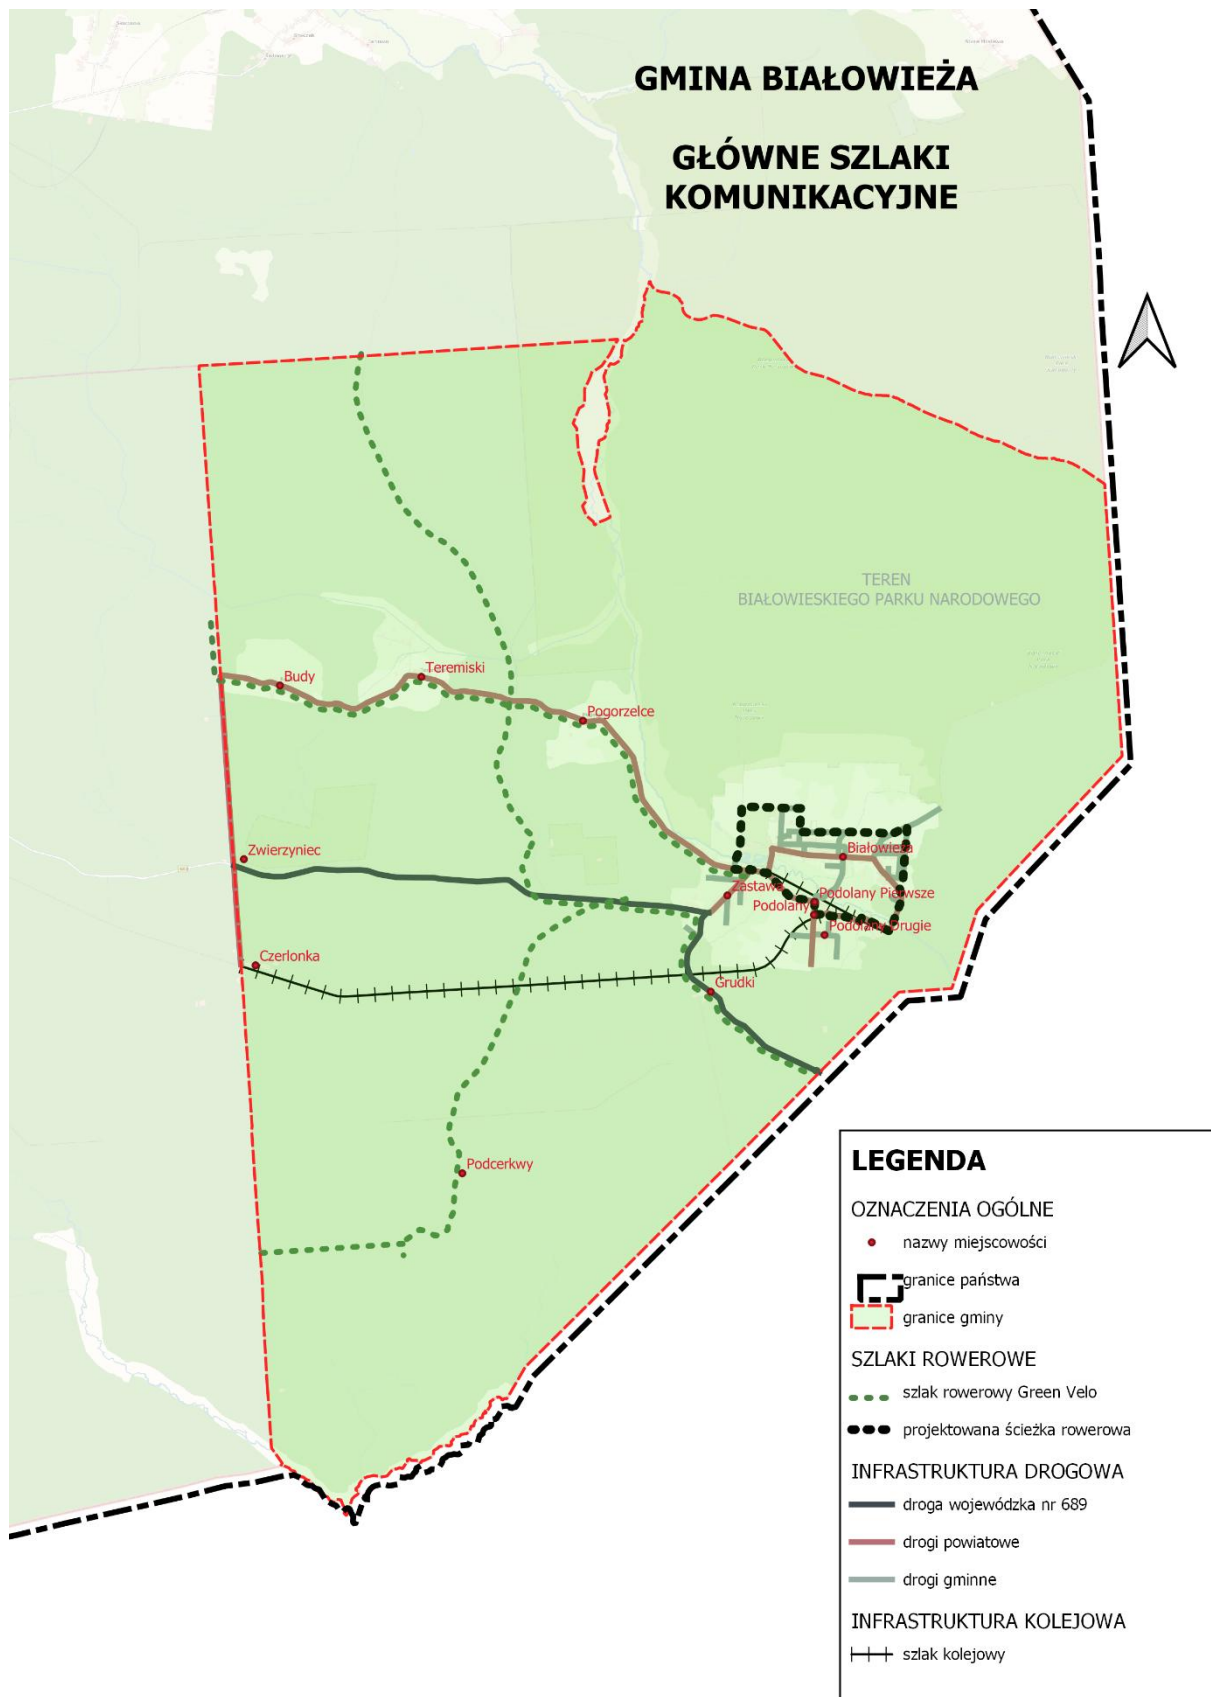 GMINA BIAŁOWIEŻA
GŁÓWNE SZLAKI
KOMUNIKACYJNE
TEREN
BIAŁOWIESKIEGO PARKU NARODOWEGO
Teremiski
Budy
Pogorzelce
Zwierzyniec
Białowieża
Zastawa
Podolany Pierwsze
Podolany
Podolany Drugie
Czerlonka
Grudki
Podcerkwy
LEGENDA
OZNACZENIA OGÓLNE
nazwy miejscowości
granice państwa
granice gminy
SZLAKI ROWEROWE
szlak rowerowy Green Velo
projektowana ścieżka rowerowa
INFRASTRUKTURA DROGOWA
droga wojewódzka nr 689
drogi powiatowe
drogi gminne
INFRASTRUKTURA KOLEJOWA
szlak kolejowy